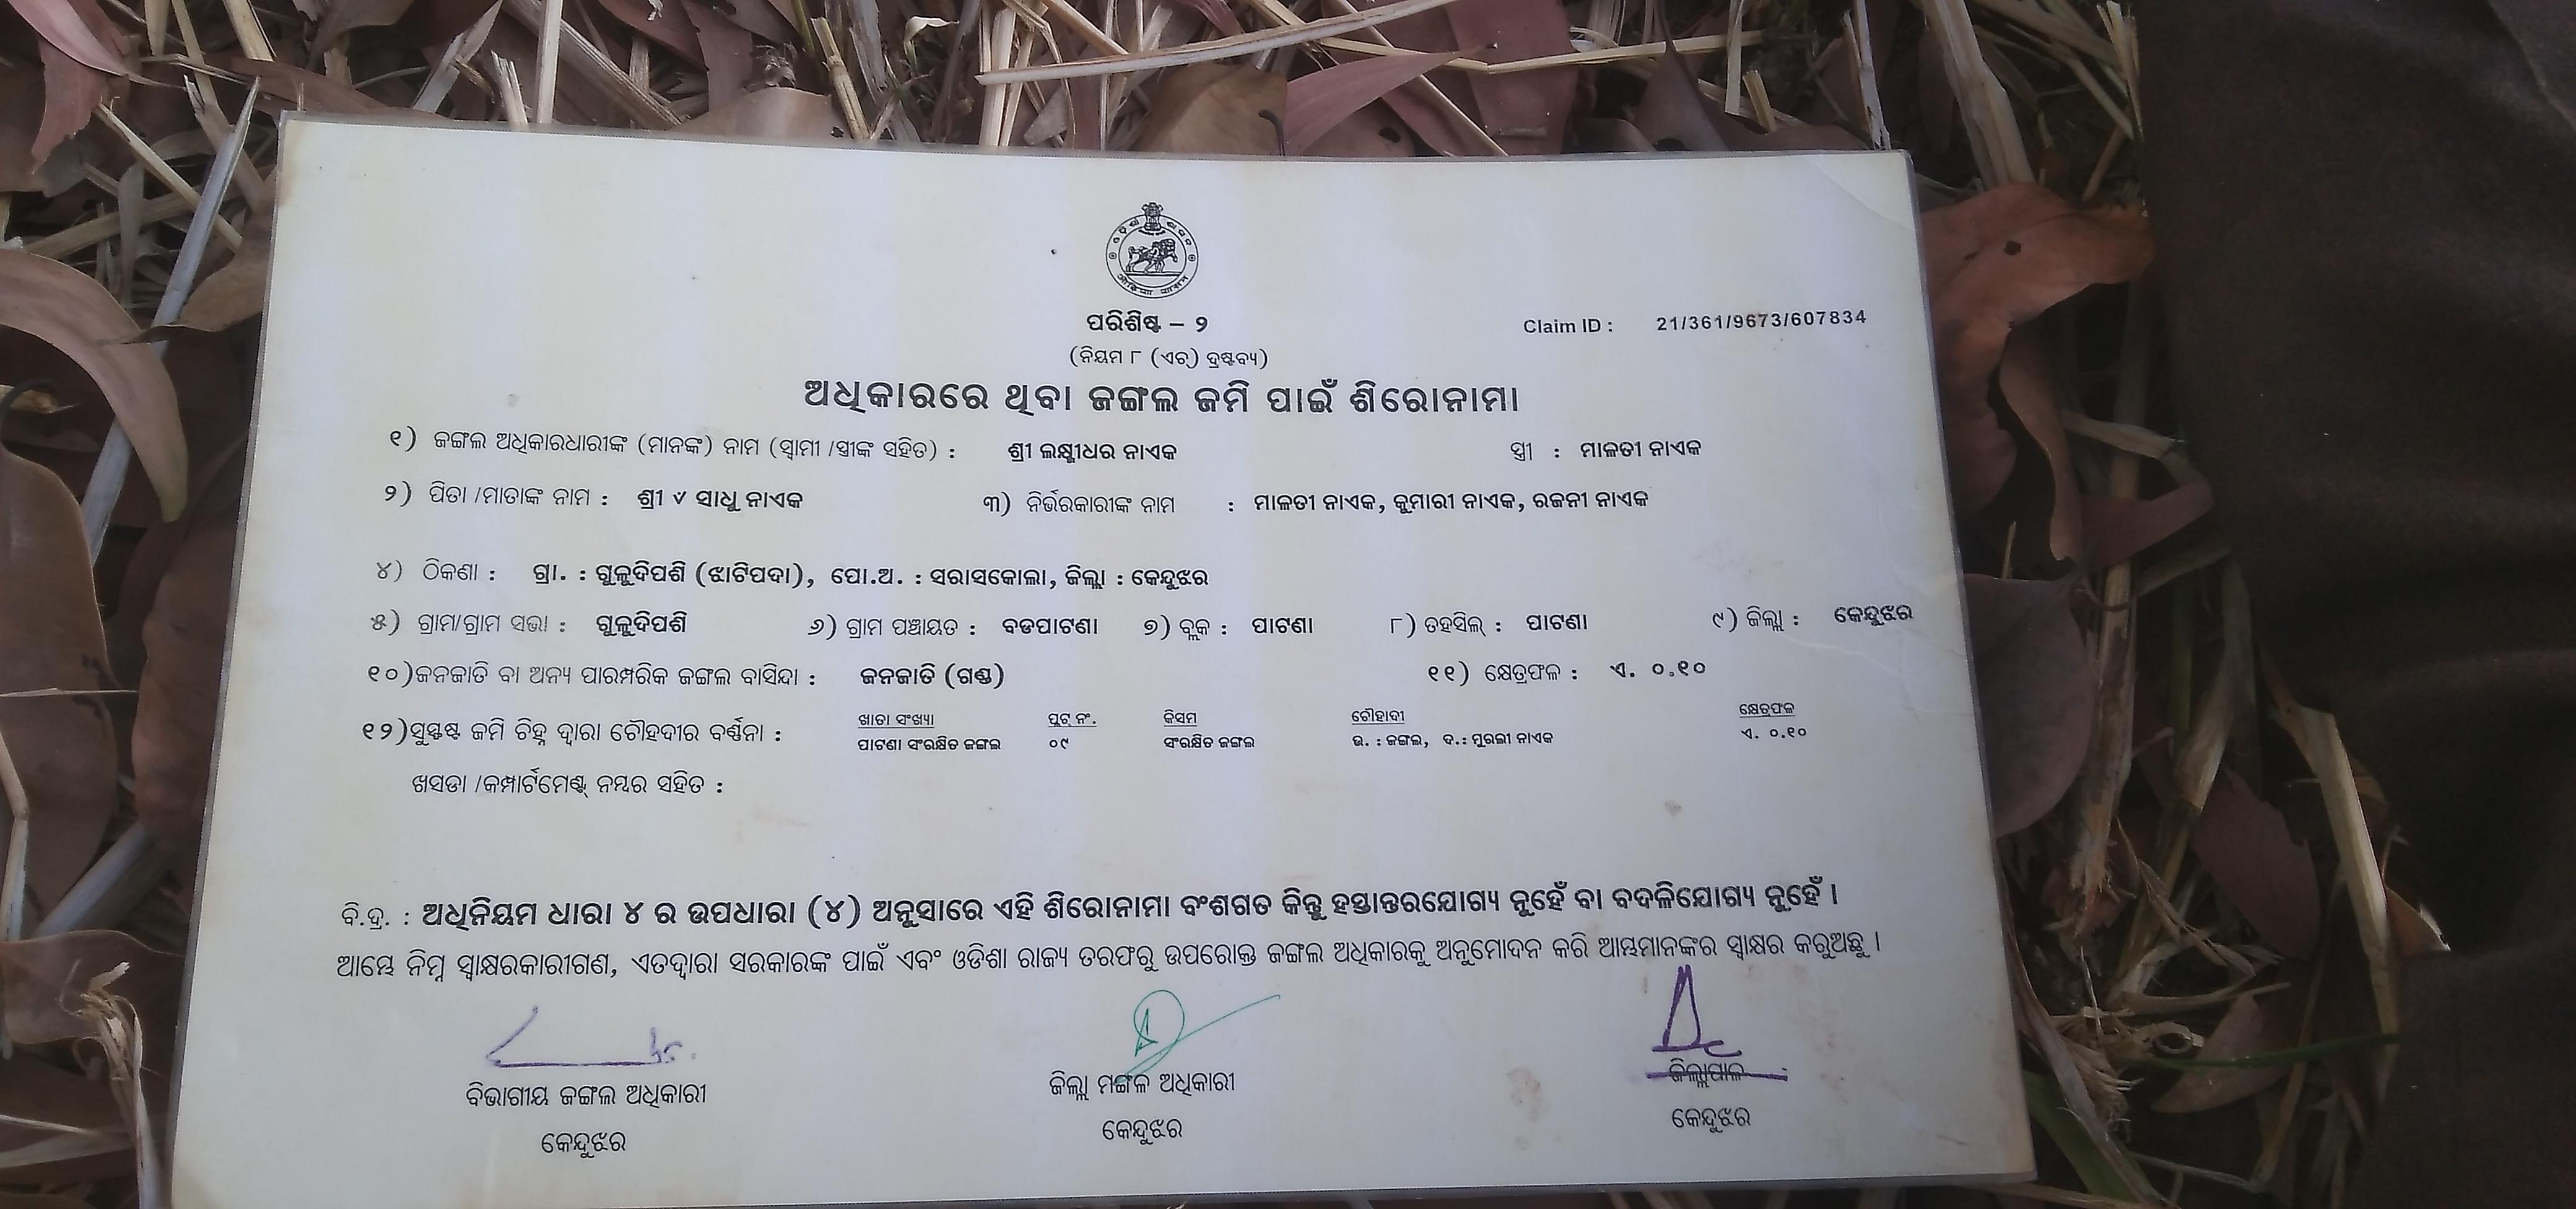 ପରିଶିଷ୍ଟ – ୨
Claim ID : 21/361/9673/607834
(ନିୟମ ୮ (ଏଚ୍) ଦ୍ରଷ୍ଟବ୍ୟ)
ଅଧିକାରରେ ଥିବା ଜଙ୍ଗଲ ଜମି ପାଇଁ ଶିରୋନାମା
୧) ଜଙ୍ଗଲ ଅଧିକାରଧାରୀଙ୍କ (ମାନଙ୍କ) ନାମ (ସ୍ୱାମୀ /ସ୍ତ୍ରୀଙ୍କ ସହିତ) : ଶ୍ରୀ ଲକ୍ଷ୍ମୀଧର ନାଏକ ସ୍ତ୍ରୀ : ମାଳତୀ ନାଏକ
୨) ପିତା /ମାତାଙ୍କ ନାମ : ଶ୍ରୀ ୰ ସାଧୁ ନାଏକ ୩) ନିର୍ଭରକାରୀଙ୍କ ନାମ : ମାଳତୀ ନାଏକ, କୁମାରୀ ନାଏକ, ରଜନୀ ନାଏକ
୪) ଠିକଣା : ଗ୍ରା. : ଗୁଳୁଦିପଶି (ଝାଟିପଦା), ପୋ.ଅ. : ସରାସକୋଲା, ଜିଲ୍ଲା : କେନ୍ଦୁଝର
୫) ଗ୍ରାମ/ଗ୍ରାମ ସଭା : ଗୁଳୁଦିପଶି ୬) ଗ୍ରାମ ପଞ୍ଚାୟତ : ବଡପାଟଣା ୭) ବ୍ଲକ : ପାଟଣା ୮) ତହସିଲ୍ : ପାଟଣା ୯) ଜିଲ୍ଲା : କେନ୍ଦୁଝର
୧୦)ଜନଜାତି ବା ଅନ୍ୟ ପାରମ୍ପରିକ ଜଙ୍ଗଲ ବାସିନ୍ଦା : ଜନଜାତି (ଗଣ୍ଡ) ୧୧) କ୍ଷେତ୍ରଫଳ : ଏ. ୦.୧୦
୧୨)ସୁସ୍ପଷ୍ଟ ଜମି ଚିହ୍ନ ଦ୍ୱାରା ଚୌହଦୀର ବର୍ଣ୍ଣନା : ଖାତା ସଂଖ୍ୟା ପ୍ଲଟ୍ ନଂ. କିସମ ଚୌହାଦୀ କ୍ଷେତ୍ରଫଳ
ପାଟଣା ସଂରକ୍ଷିତ ଜଙ୍ଗଲ ୦୯ ସଂରକ୍ଷିତ ଜଙ୍ଗଲ ଉ. : ଜଙ୍ଗଲ, ଦ.: ମୁରଲୀ ନାଏକ ଏ. ୦.୧୦
ଖସଡା /କମ୍ପାର୍ଟମେଣ୍ଟ୍ ନମ୍ବର ସହିତ :
ବି.ଦ୍ର. : ଅଧିନିୟମ ଧାରା ୪ ର ଉପଧାରା (୪) ଅନୁସାରେ ଏହି ଶିରୋନାମା ବଂଶଗତ କିନ୍ତୁ ହସ୍ତାନ୍ତରଯୋଗ୍ୟ ନୁହେଁ ବା ବଦଳିଯୋଗ୍ୟ ନୁହେଁ ।
ଆମ୍ଭେ ନିମ୍ନ ସ୍ୱାକ୍ଷରକାରୀଗଣ, ଏତଦ୍ୱାରା ସରକାରଙ୍କ ପାଇଁ ଏବଂ ଓଡିଶା ରାଜ୍ୟ ତରଫରୁ ଉପରୋକ୍ତ ଜଙ୍ଗଲ ଅଧିକାରକୁ ଅନୁମୋଦନ କରି ଆମ୍ଭମାନଙ୍କର ସ୍ୱାକ୍ଷର କରୁଅଛୁ ।
ବିଭାଗୀୟ ଜଙ୍ଗଲ ଅଧିକାରୀ ଜିଲ୍ଲା ମଙ୍ଗଳ ଅଧିକାରୀ ଜିଲ୍ଲାପାଳ
କେନ୍ଦୁଝର କେନ୍ଦୁଝର କେନ୍ଦୁଝର